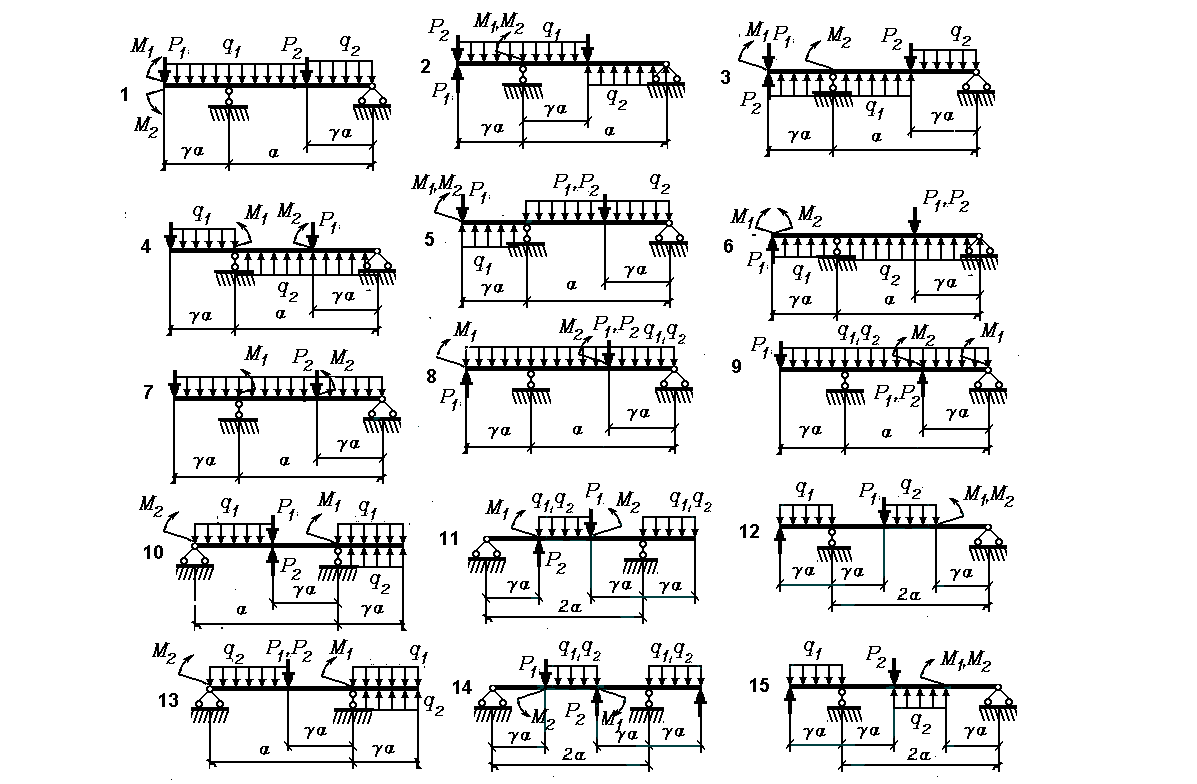 M₁ P₁ q₁ P₂ q₂
1
M₂
γa a
γa
P₂ M₁,M₂ q₁
2
P₁ q₂
γa
γa a
M₁ P₁ M₂ P₂ q₂
3
P₂ q₁
γa
γa a
q₁ M₁ M₂ P₁
4
q₂ γa
γa a
M₁,M₂ P₁ P₁,P₂ q₂
5
q₁ γa
γa a
M₁ M₂ P₁,P₂
6
P₁ q₁ q₂
γa
γa a
M₁ P₂ M₂
7
γa
γa a
M₁ M₂ P₁,P₂ q₁,q₂
8
P₁
γa
γa a
P₁ q₁,q₂ M₂ M₁
9
P₁,P₂
γa
γa a
M₂ q₁ P₁ M₁ q₁
10
P₂ q₂
γa
a γa
M₁ q₁,q₂ P₁ M₂ q₁,q₂
11
P₂
γa γa γa
2a
q₁ P₁ q₂ M₁,M₂
12
γa γa γa
2a
M₂ q₂ P₁,P₂ M₁ q₁
13
q₂
γa
a γa
P₁ q₁,q₂ q₁,q₂
14
M₂ P₂ M₁
γa γa γa
2a
q₁ P₂ M₁,M₂
15
q₂
γa γa γa
2a